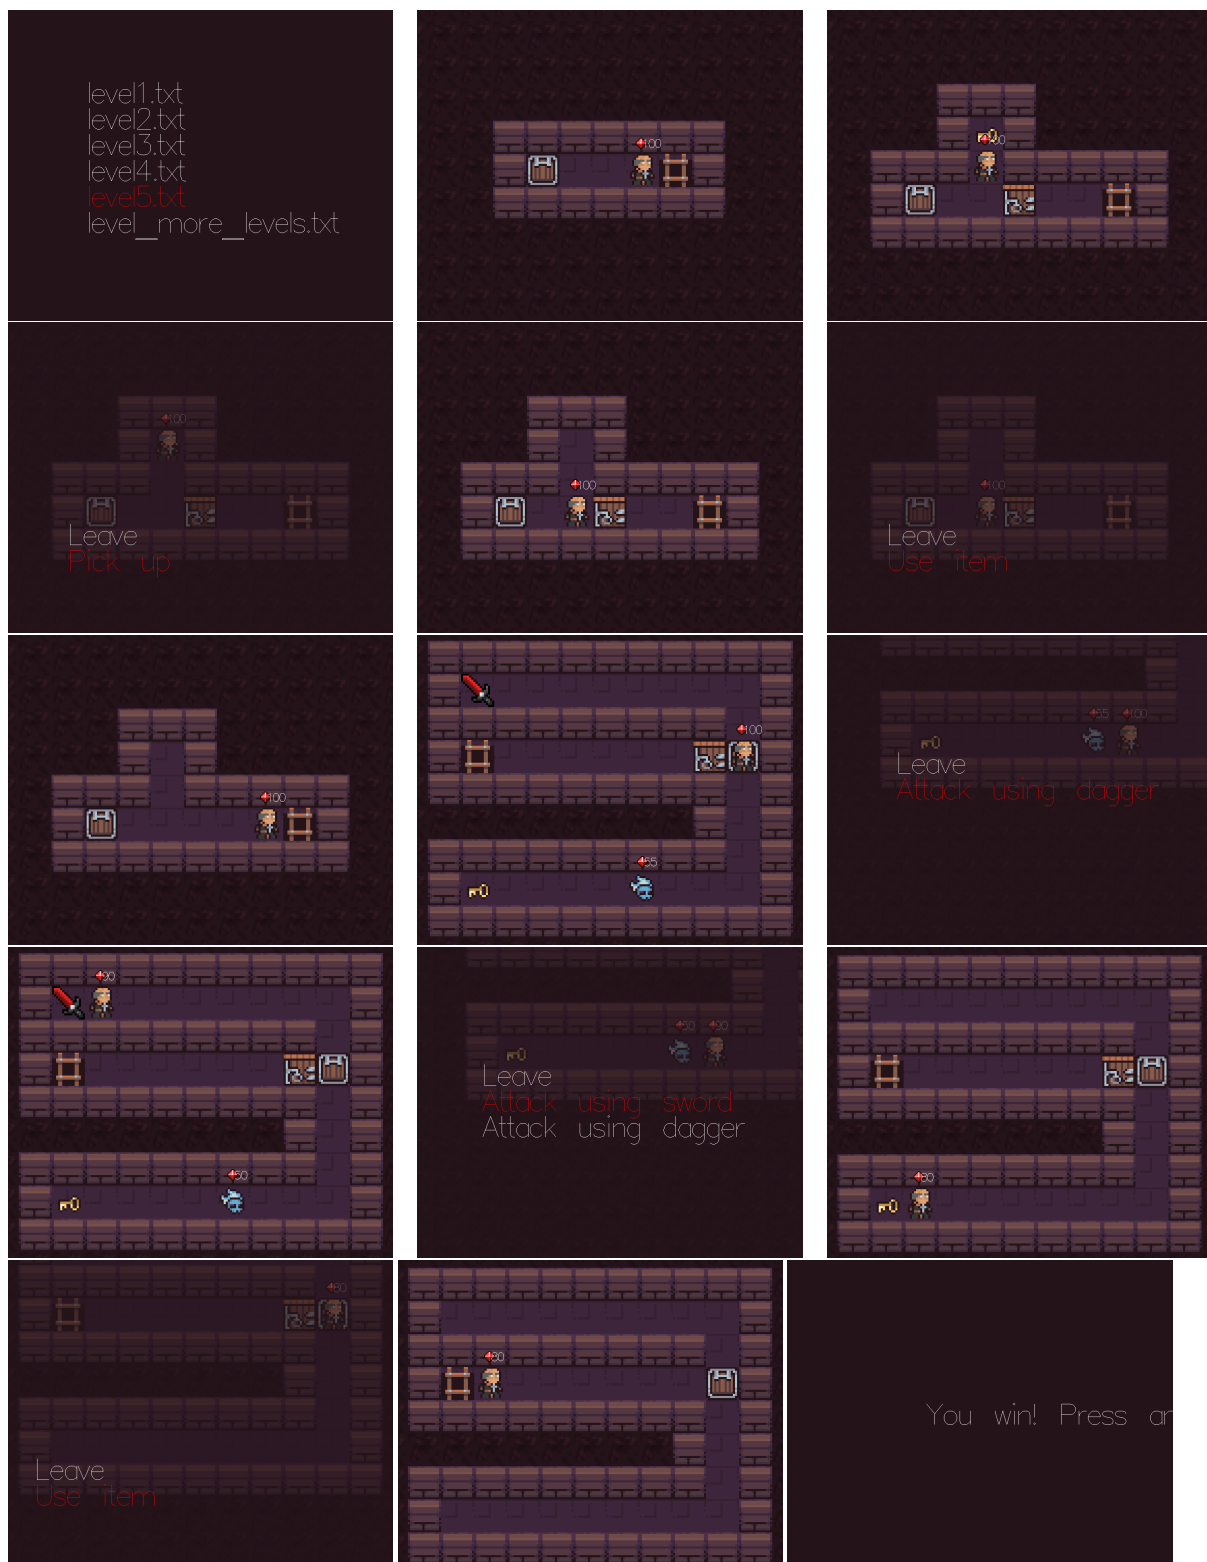 level1.txt
level2.txt
level3.txt
level4.txt
level5.txt
level_more_levels.txt
100
100
Leave
Pick up
100
100
Leave
Use item
100
100
100
55
55
100
Leave
Attack using dagger
90
50
50
90
Leave
Attack using sword
Attack using dagger
80
80
Leave
Use item
80
You win! Press